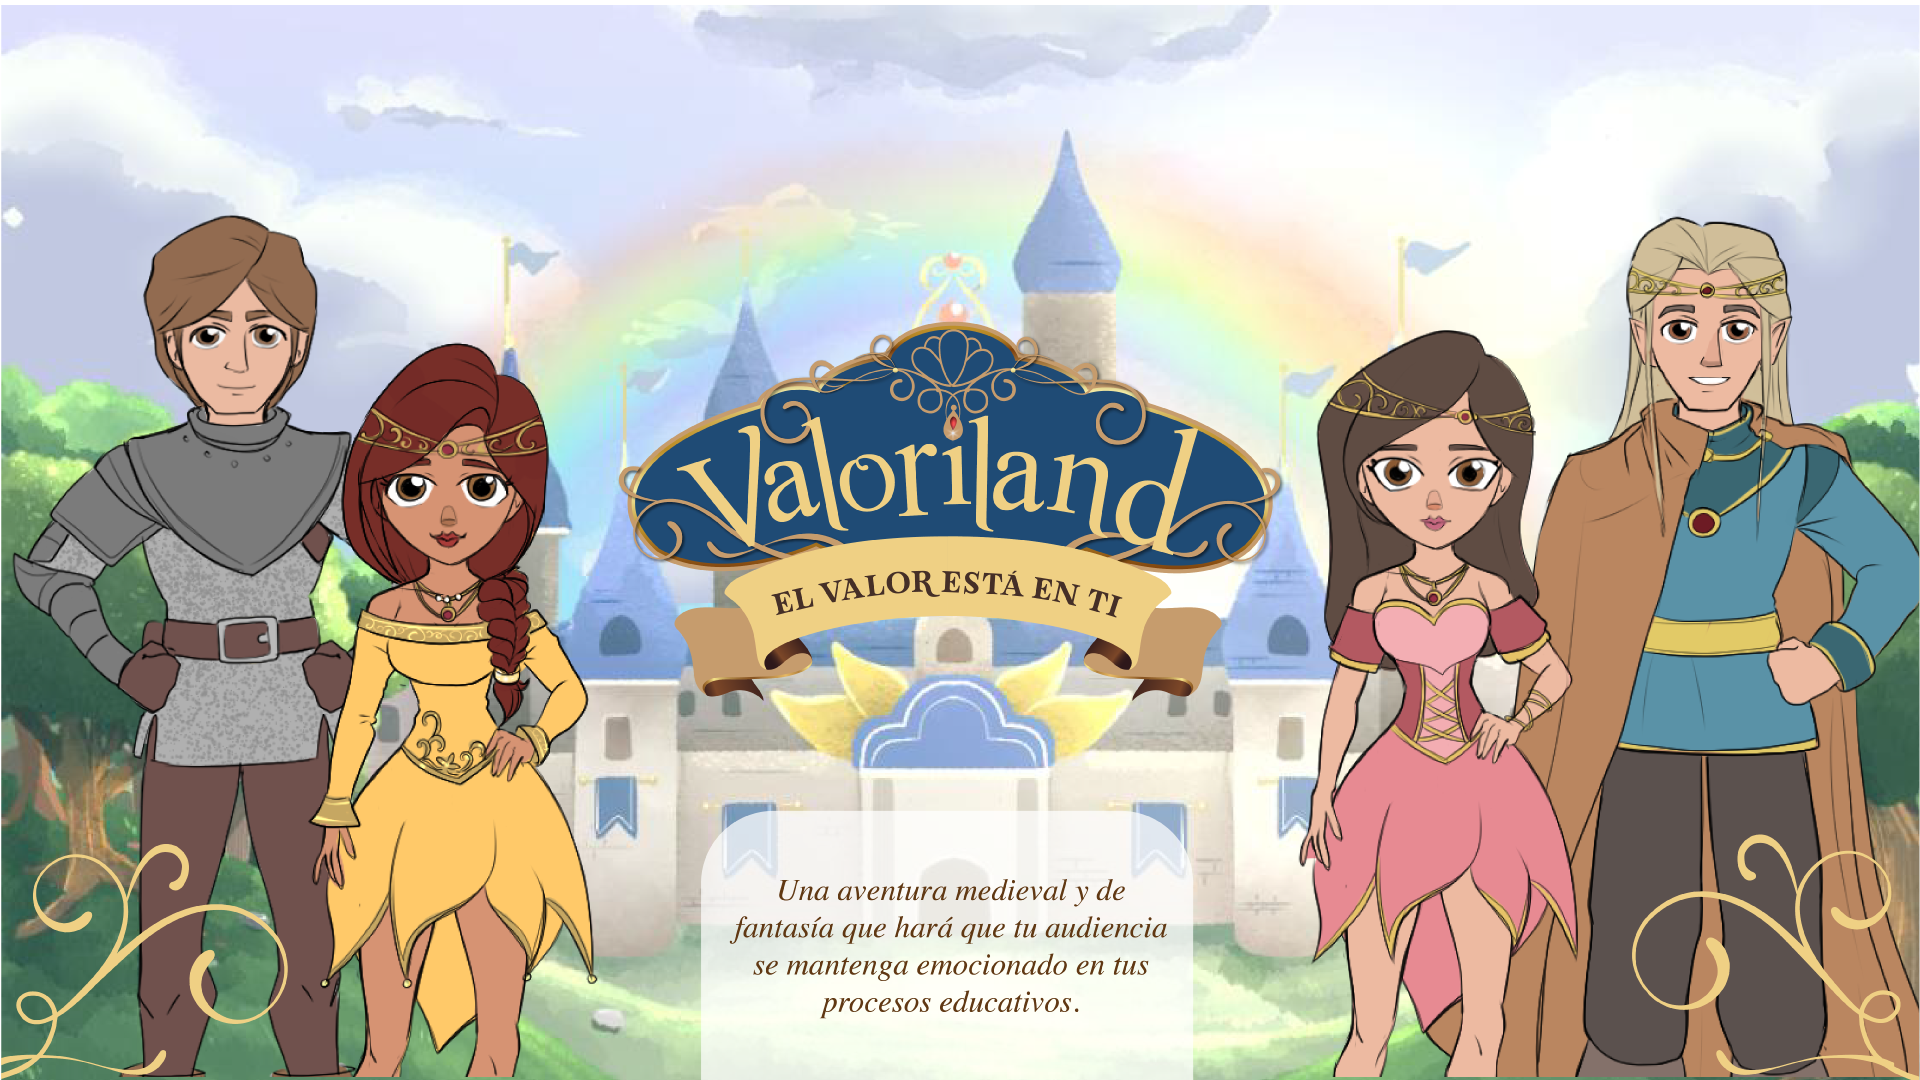 Valoriland
EL VALOR ESTÁ EN TI
Una aventura medieval y de
fantasía que hará que tu audiencia
se mantenga emocionado en tus
procesos educativos.